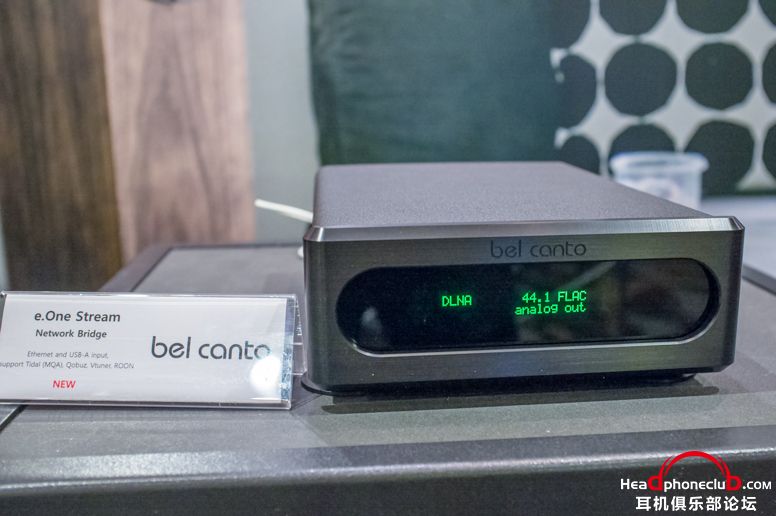 bel canto
DLNA 44.1 FLAC
analog out
e.One Stream
Network Bridge
bel canto
Ethernet and USB-A input,
support Tidal (MQA), Qobuz, Vtuner, ROON
NEW
Headphoneclub.com
耳机俱乐部论坛